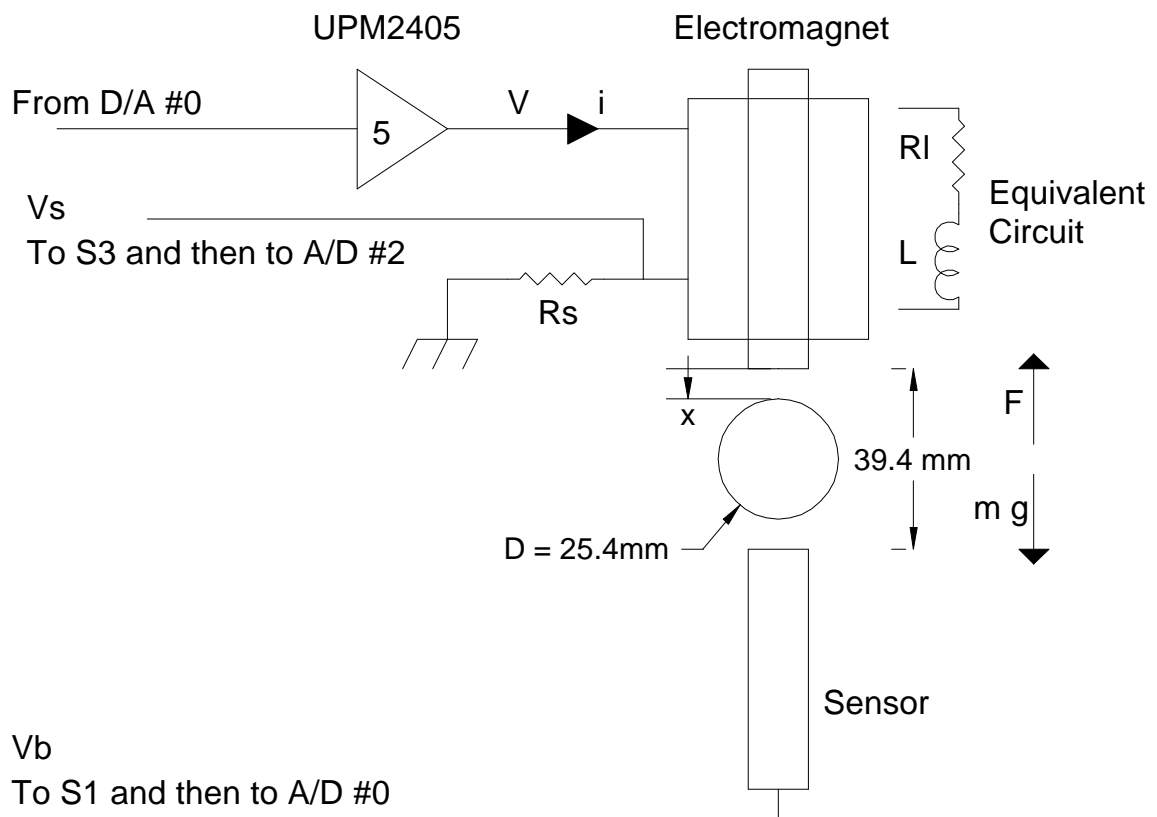 UPM2405
Electromagnet
From D/A #0
5
V
i
Rl
Equivalent
Circuit
Vs
To S3 and then to A/D #2
L
Rs
x
F
39.4 mm
m g
D = 25.4mm
Sensor
Vb
To S1 and then to A/D #0